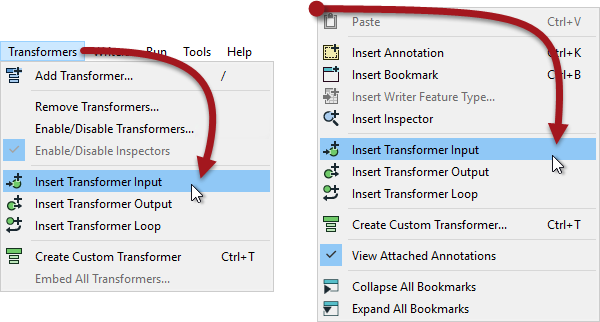 Transformers Run Tools Help
Add Transformer... /
Remove Transformers...
Enable/Disable Transformers...
Enable/Disable Inspectors
Insert Transformer Input
Insert Transformer Output
Insert Transformer Loop
Create Custom Transformer Ctrl+T
Embed All Transformers...
Paste Ctrl+V
Insert Annotation Ctrl+K
Insert Bookmark Ctrl+B
Insert Writer Feature Type...
Insert Inspector
Insert Transformer Input
Insert Transformer Output
Insert Transformer Loop
Create Custom Transformer... Ctrl+T
View Attached Annotations
Collapse All Bookmarks
Expand All Bookmarks